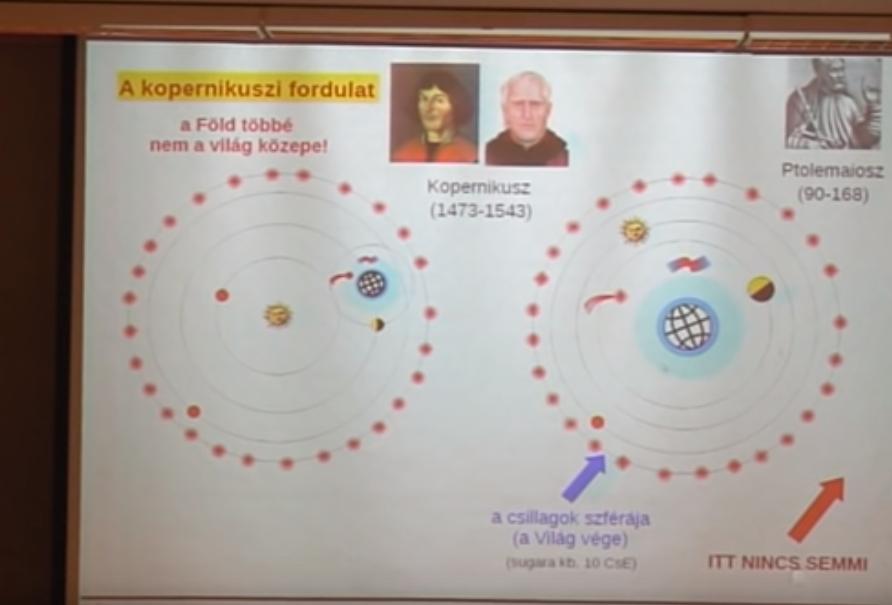 A kopernikuszi fordulat
a Föld többé
nem a világ közepe!
Kopernikusz
(1473-1543)
Ptolemaiosz
(90-168)
a csillagok szférája
(a Világ vége)
(sugara kb. 10 CsE)
ITT NINCS SEMMI